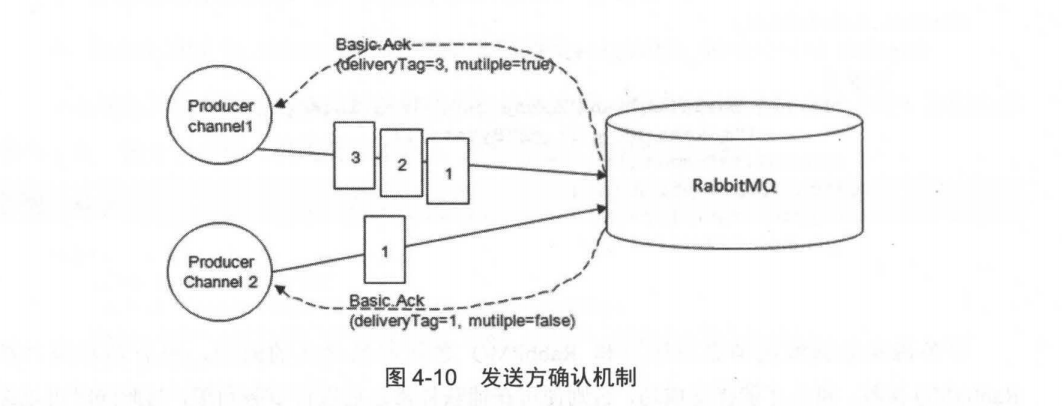 Basic.Ack
(deliveryTag=3, mutilple=true)
Producer
channel1
3
2
1
RabbitMQ
1
Producer
Channel 2
Basic.Ack
(deliveryTag=1, mutilple=false)
图 4-10 发送方确认机制